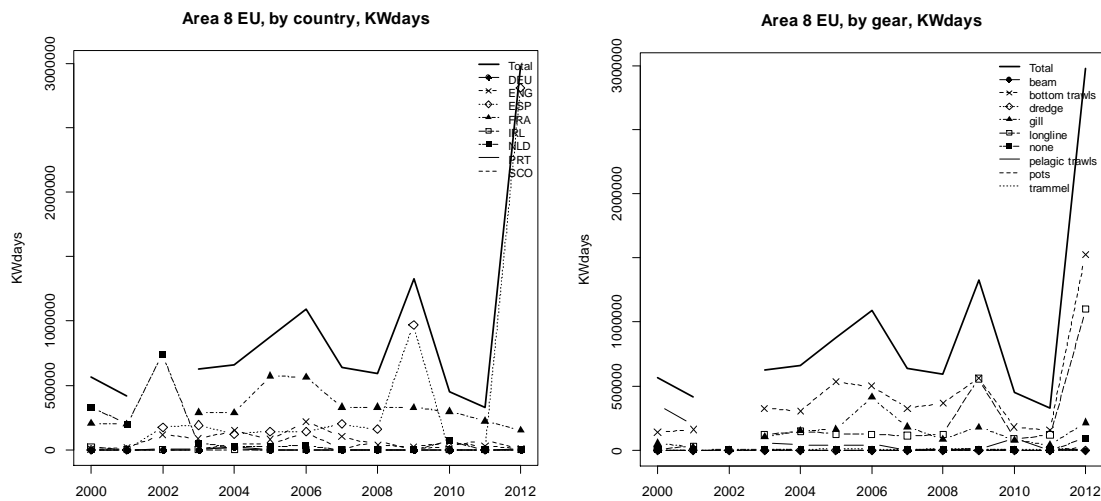 Area 8 EU, by country, KWdays
KWdays
3000000
2000000
1000000
500000
0
2000 2002 2004 2006 2008 2010 2012
Total
DEU
ENG
ESP
FRA
IRL
NLD
PRT
SCO
Area 8 EU, by gear, KWdays
KWdays
3000000
2000000
1000000
500000
0
2000 2002 2004 2006 2008 2010 2012
Total
beam
bottom trawls
dredge
gill
longline
none
pelagic trawls
pots
trammel